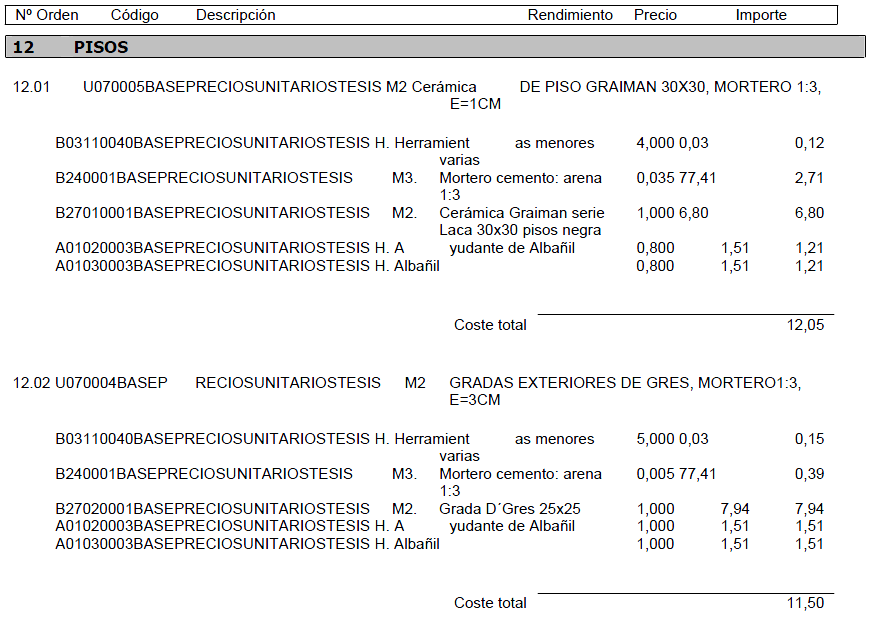 Nº Orden Código Descripción Rendimiento Precio Importe
12 PISOS
12.01 U070005BASEPRECIOSUNITARIOSTESIS M2 Cerámica DE PISO GRAIMAN 30X30, MORTERO 1:3,
E=1CM
B03110040BASEPRECIOSUNITARIOSTESIS H. Herramient as menores 4,000 0,03 0,12
varias
B240001BASEPRECIOSUNITARIOSTESIS M3. Mortero cemento: arena 0,035 77,41 2,71
1:3
B27010001BASEPRECIOSUNITARIOSTESIS M2. Cerámica Graiman serie 1,000 6,80 6,80
Laca 30x30 pisos negra
A01020003BASEPRECIOSUNITARIOSTESIS H. A yudante de Albañil 0,800 1,51 1,21
A01030003BASEPRECIOSUNITARIOSTESIS H. Albañil 0,800 1,51 1,21
Coste total 12,05
12.02 U070004BASEP RECIOSUNITARIOSTESIS M2 GRADAS EXTERIORES DE GRES, MORTERO1:3,
E=3CM
B03110040BASEPRECIOSUNITARIOSTESIS H. Herramient as menores 5,000 0,03 0,15
varias
B240001BASEPRECIOSUNITARIOSTESIS M3. Mortero cemento: arena 0,005 77,41 0,39
1:3
B27020001BASEPRECIOSUNITARIOSTESIS M2. Grada D´Gres 25x25 1,000 7,94 7,94
A01020003BASEPRECIOSUNITARIOSTESIS H. A yudante de Albañil 1,000 1,51 1,51
A01030003BASEPRECIOSUNITARIOSTESIS H. Albañil 1,000 1,51 1,51
Coste total 11,50